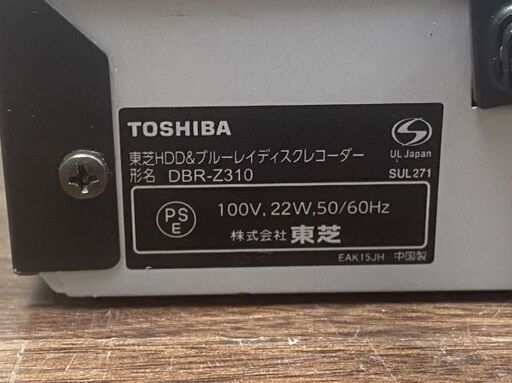 TOSHIBA
東芝HDD&ブルーレイディスクレコーダー
形名 DBR-Z310
UL Japan
SUL271
PS
E
100V, 22W, 50/60Hz
株式会社 東芝
EAK15JH 中国製